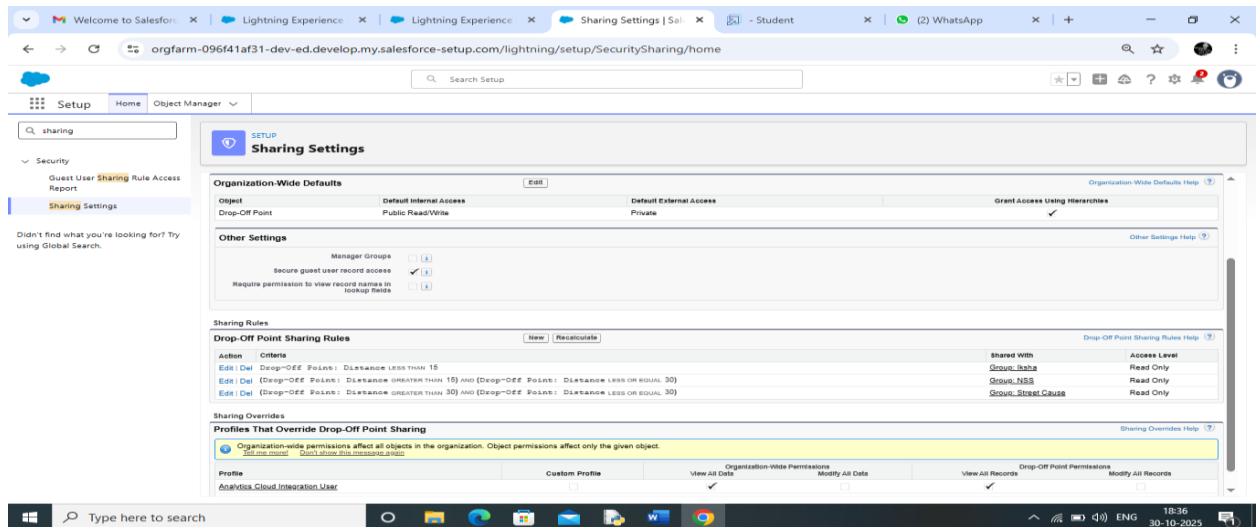 Welcome to Salesforc
Lightning Experience
Lightning Experience
Sharing Settings | Sal
- Student
(2) WhatsApp
orgfarm-096f41af31-dev-ed.develop.my.salesforce-setup.com/lightning/setup/SecuritySharing/home
Search Setup
2
Setup Home Object Manager
sharing
Security
Guest User Sharing Rule Access
Report
Sharing Settings
Didn't find what you're looking for? Try
using Global Search.
SETUP
Sharing Settings
Organization-Wide Defaults Edit Organization-Wide Defaults Help ?
Object Default Internal Access Default External Access Grant Access Using Hierarchies
Drop-Off Point Public Read/Write Private ✓
Other Settings Other Settings Help ?
Manager Groups i
Secure guest user record access ✓ i
Require permission to view record names in
lookup fields i
Sharing Rules
Drop-Off Point Sharing Rules New Recalculate Drop-Off Point Sharing Rules Help ?
Action Criteria Shared With Access Level
Edit | Del Drop-Off Point: Distance LESS THAN 15 Group: Iksha Read Only
Edit | Del (Drop-Off Point: Distance GREATER THAN 15) AND (Drop-Off Point: Distance LESS OR EQUAL 30) Group: NSS Read Only
Edit | Del (Drop-Off Point: Distance GREATER THAN 30) AND (Drop-Off Point: Distance LESS OR EQUAL 30) Group: Street Cause Read Only
Sharing Overrides
Profiles That Override Drop-Off Point Sharing Sharing Overrides Help ?
Organization-wide permissions affect all objects in the organization. Object permissions affect only the given object.
Tell me more! Don't show this message again
Organization-Wide Permissions Drop-Off Point Permissions
Profile Custom Profile View All Data Modify All Data View All Records Modify All Records
Analytics Cloud Integration User ✓ ✓
Type here to search
ENG
18:36
30-10-2025